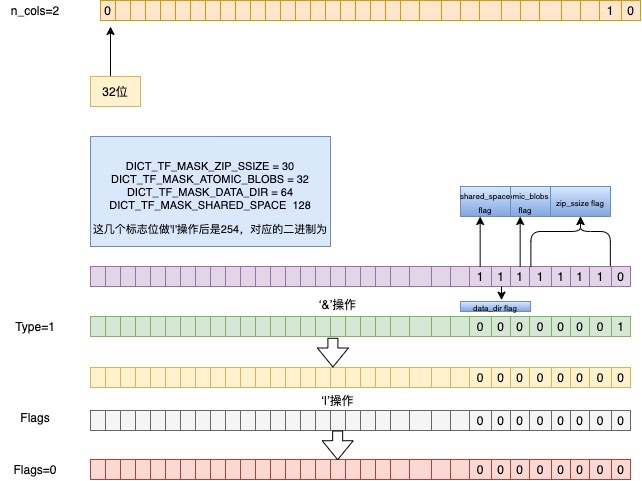 n_cols=2 0 1 0
32位
DICT_TF_MASK_ZIP_SSIZE = 30
DICT_TF_MASK_ATOMIC_BLOBS = 32
DICT_TF_MASK_DATA_DIR = 64
DICT_TF_MASK_SHARED_SPACE 128
这几个标志位做'|'操作后是254，对应的二进制为
shared_space
flag
mic_blobs
flag
zip_ssize flag
1 1 1 1 1 1 1 0
data_dir flag
'&'操作
Type=1 0 0 0 0 0 0 0 1
0 0 0 0 0 0 0 0
'|'操作
Flags 0 0 0 0 0 0 0 0
Flags=0 0 0 0 0 0 0 0 0